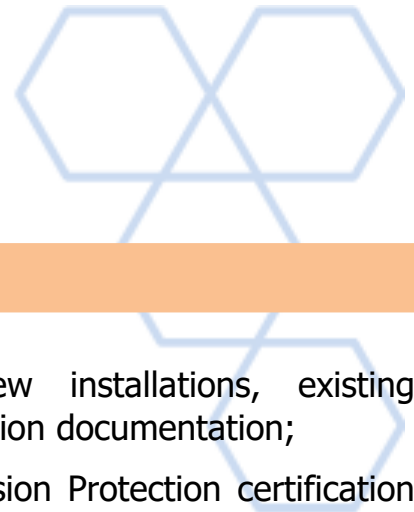 ew installations, existing
ion documentation;
sion Protection certification